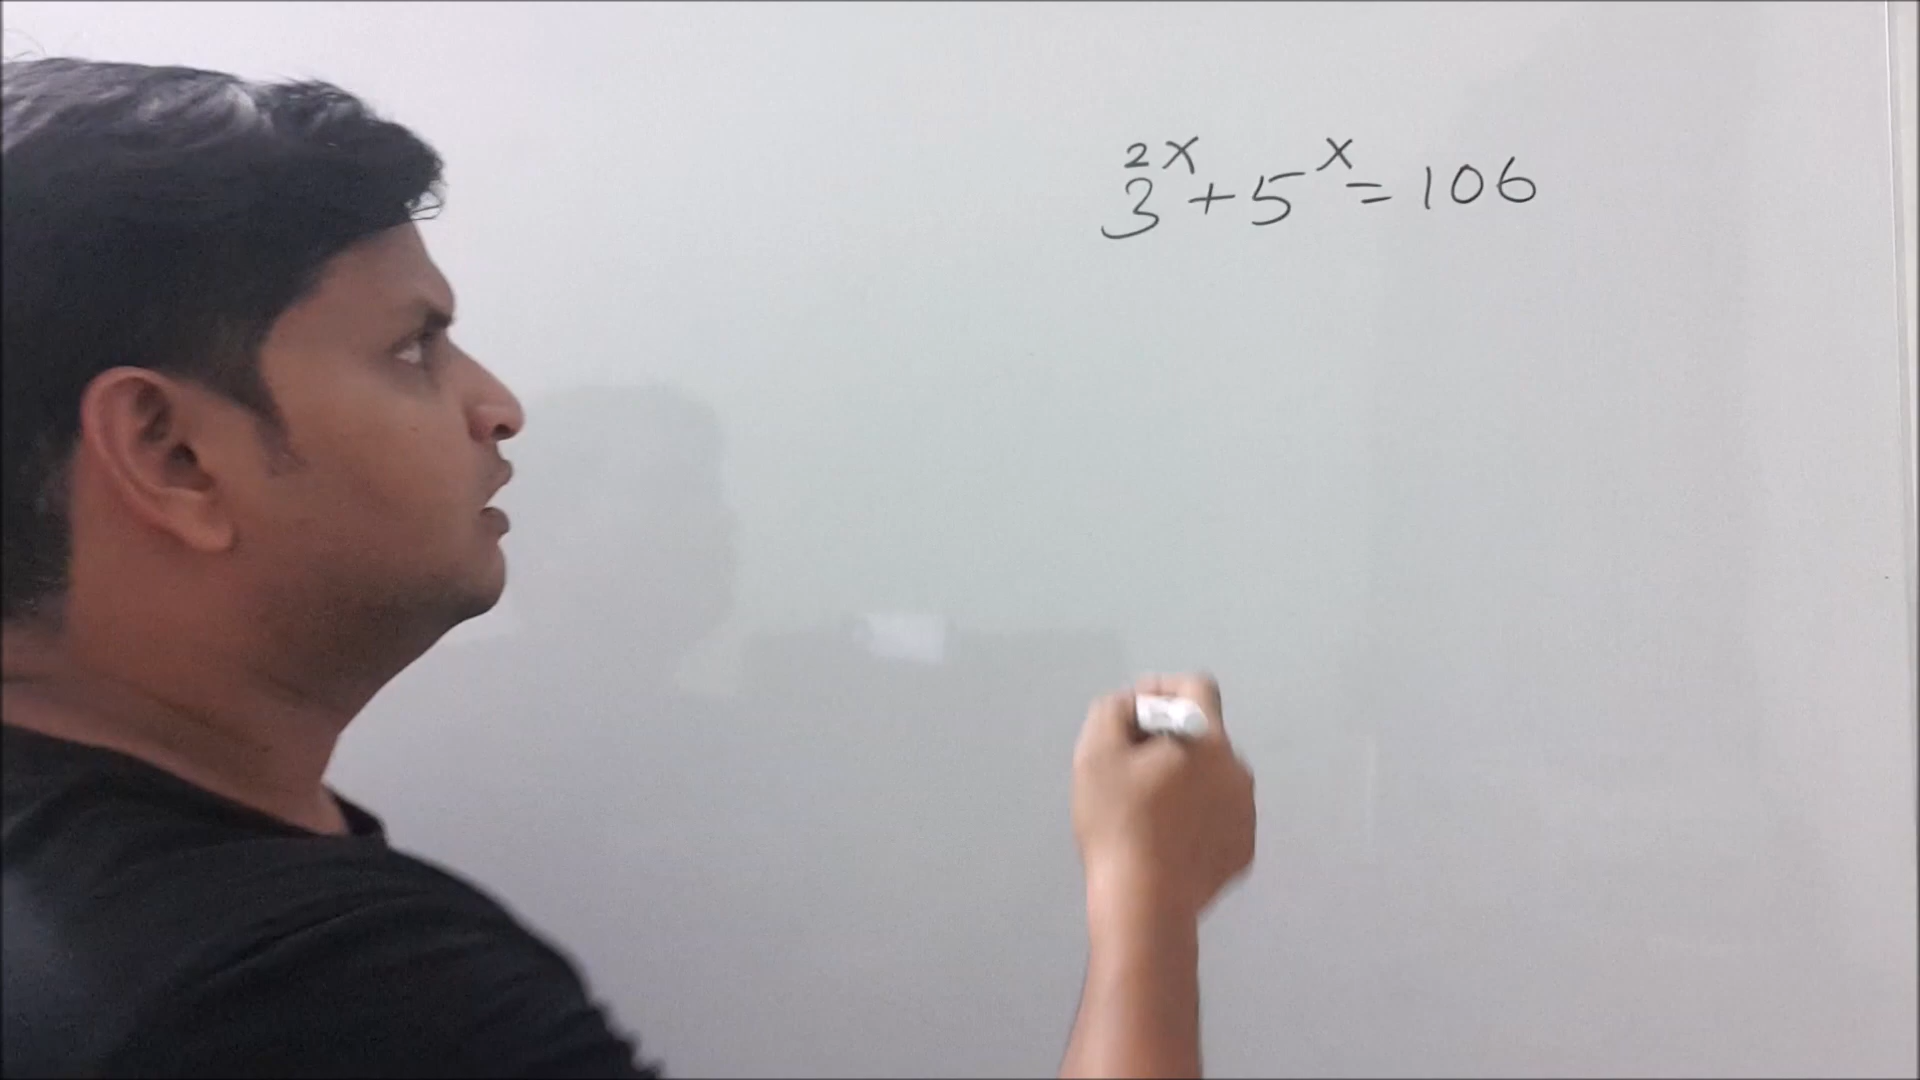 3^{2x} + 5^x = 106